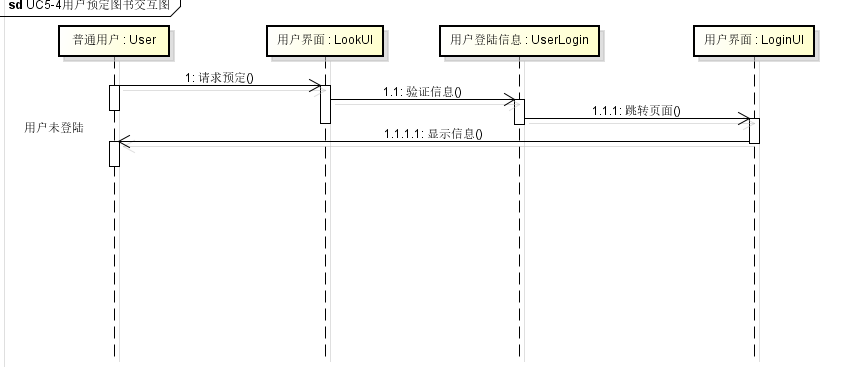 sd UC5-4用户预定图书交互图
普通用户 : User
用户界面 : LookUI
用户登陆信息 : UserLogin
用户界面 : LoginUI
1: 请求预定()
1.1: 验证信息()
1.1.1: 跳转页面()
用户未登陆
1.1.1.1: 显示信息()